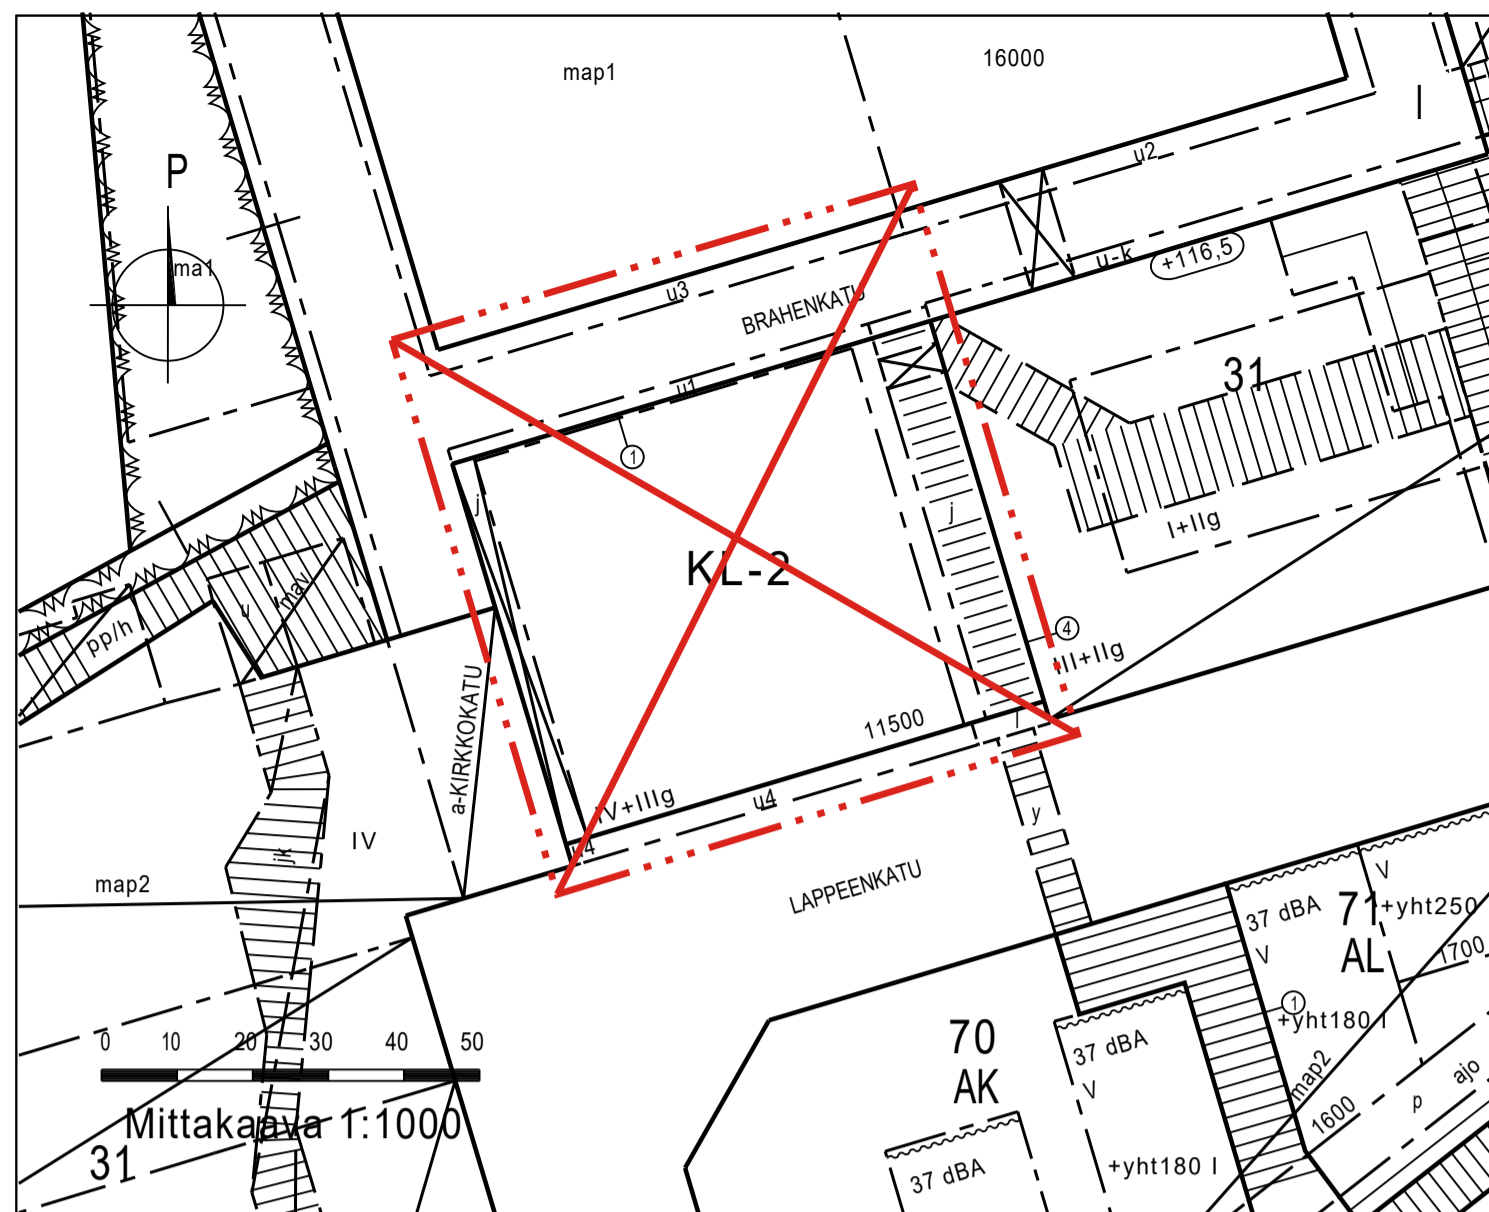 map1
16000
I
u2
P
ma1
u-k
+116,5
u3
BRAHENKATU
31
u1
1
j
j
I+IIg
KL-2
u
may
pp/h
4
III+IIg
a-KIRKKOKATU
11500
I
IV+IIIg
u4
y
IV
jk
u4
map2
LAPPEENKATU
V
37 dBA
71
+yht250
V
AL
1700
1
+yht180 I
0 10 20 30 40 50
70
37 dBA
AK
V
map2
ajo
Mittakaava 1:1000
1600
p
31
37 dBA
+yht180 I